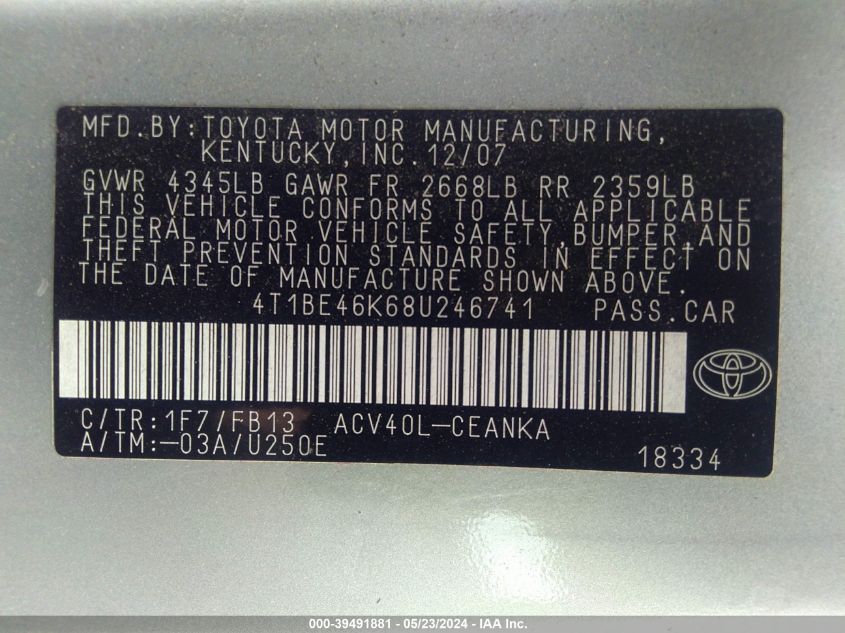 MFD.BY:TOYOTA MOTOR MANUFACTURING,
KENTUCKY,INC.12/07
GVWR 4345LB GAWR FR 2668LB RR 2359LB
THIS VEHICLE CONFORMS TO ALL APPLICABLE
FEDERAL MOTOR VEHICLE SAFETY,BUMPER,AND
THEFT PREVENTION STANDARDS IN EFFECT ON
THE DATE OF MANUFACTURE SHOWN ABOVE.
4T1BE46K68U246741 PASS.CAR
C/TR:1F7/FB13 ACV40L-CEANKA
A/TM:-03A/U250E
18334
000-39491881 - 05/23/2024 - IAA Inc.